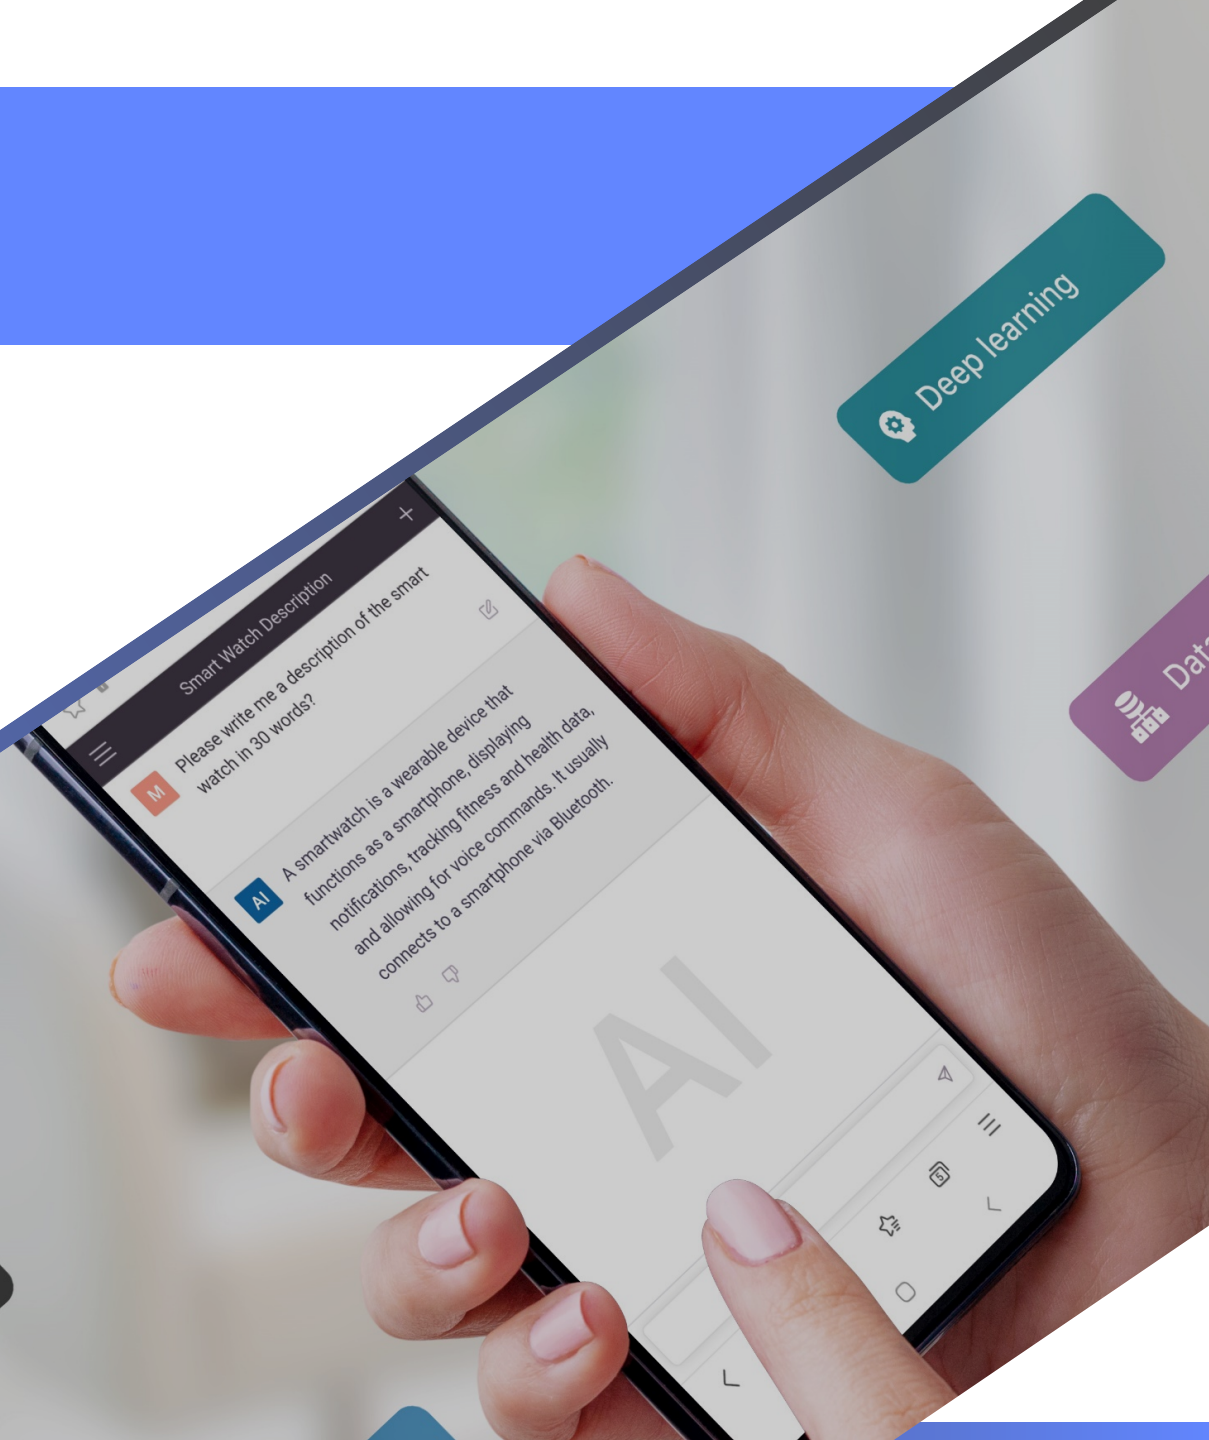 Deep learning
Smart Watch Description
M
Please write me a description of the smart
watch in 30 words?
AI
A smartwatch is a wearable device that
functions as a smartphone, displaying
notifications, tracking fitness and health data,
and allowing for voice commands. It usually
connects to a smartphone via Bluetooth.
AI
5